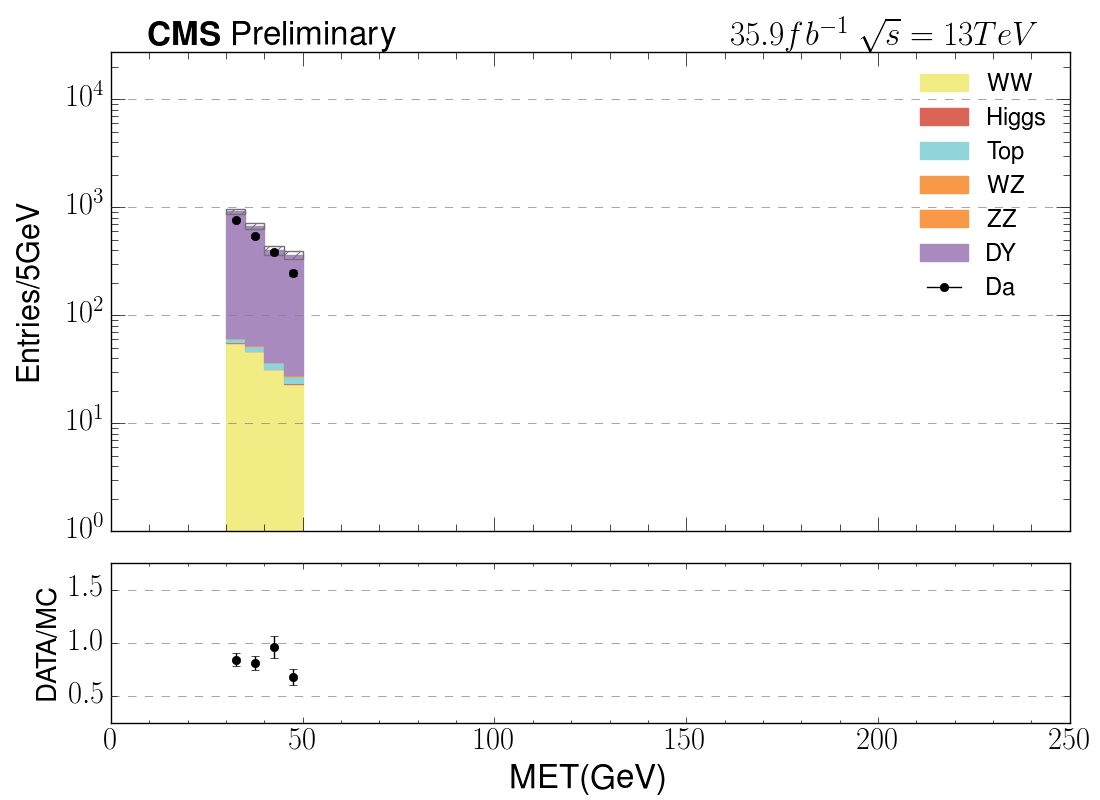 CMS Preliminary 35.9fb⁻¹ √s = 13TeV
WW
Higgs
Top
WZ
ZZ
DY
Da
Entries/5GeV
10⁴
10³
10²
10¹
10⁰
DATA/MC
1.5
1.0
0.5
0 50 100 150 200 250
MET(GeV)